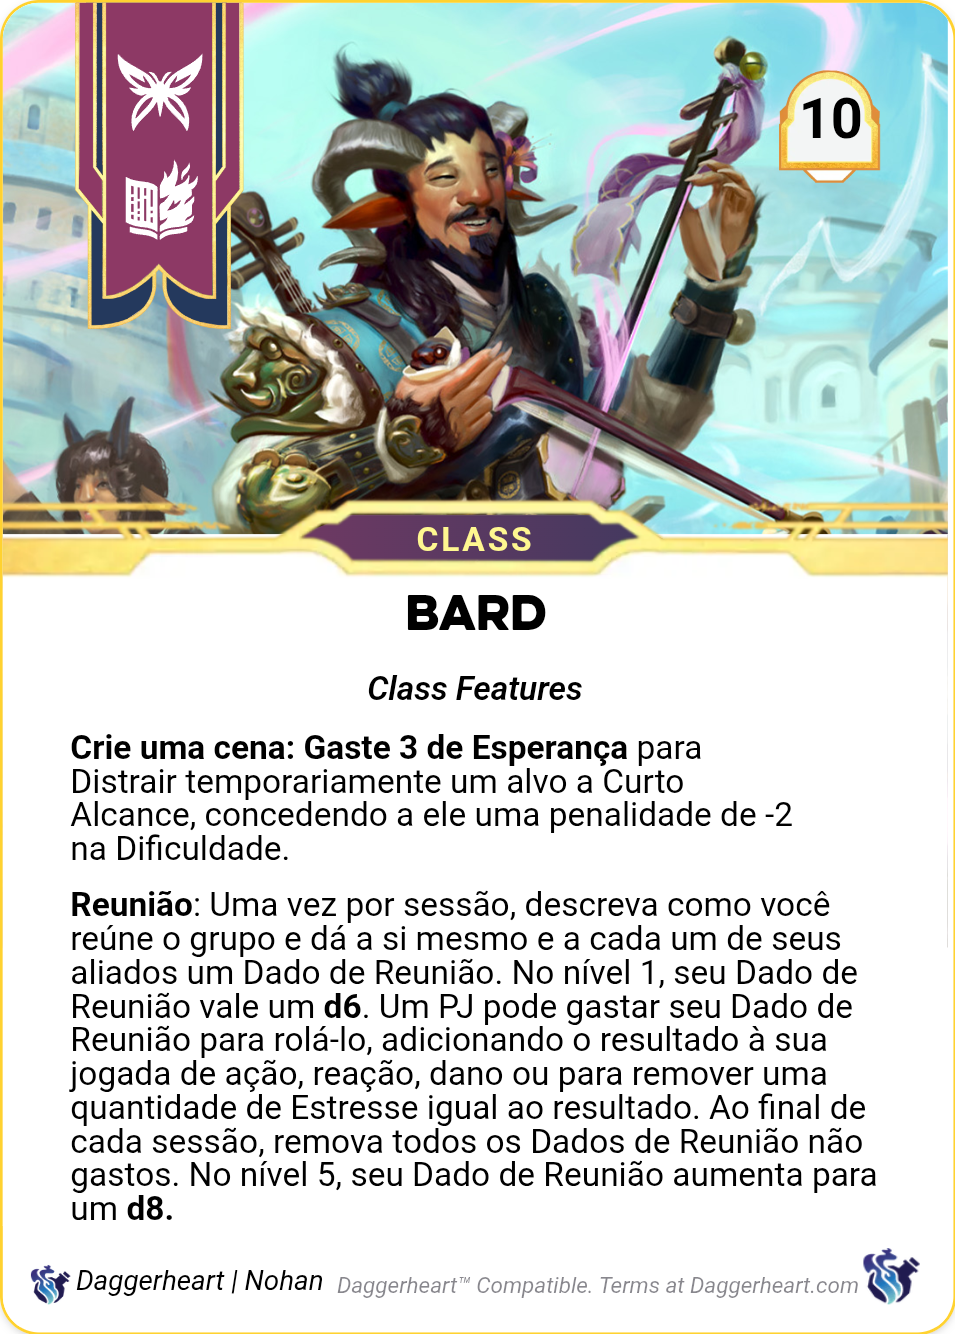 10
CLASS
BARD
Class Features
Crie uma cena: Gaste 3 de Esperança para
Distrair temporariamente um alvo a Curto
Alcance, concedendo a ele uma penalidade de -2
na Dificuldade.
Reunião: Uma vez por sessão, descreva como você
reúne o grupo e dá a si mesmo e a cada um de seus
aliados um Dado de Reunião. No nível 1, seu Dado de
Reunião vale um d6. Um PJ pode gastar seu Dado de
Reunião para rolá-lo, adicionando o resultado à sua
jogada de ação, reação, dano ou para remover uma
quantidade de Estresse igual ao resultado. Ao final de
cada sessão, remova todos os Dados de Reunião não
gastos. No nível 5, seu Dado de Reunião aumenta para
um d8.
Daggerheart | Nohan Daggerheart™ Compatible. Terms at Daggerheart.com